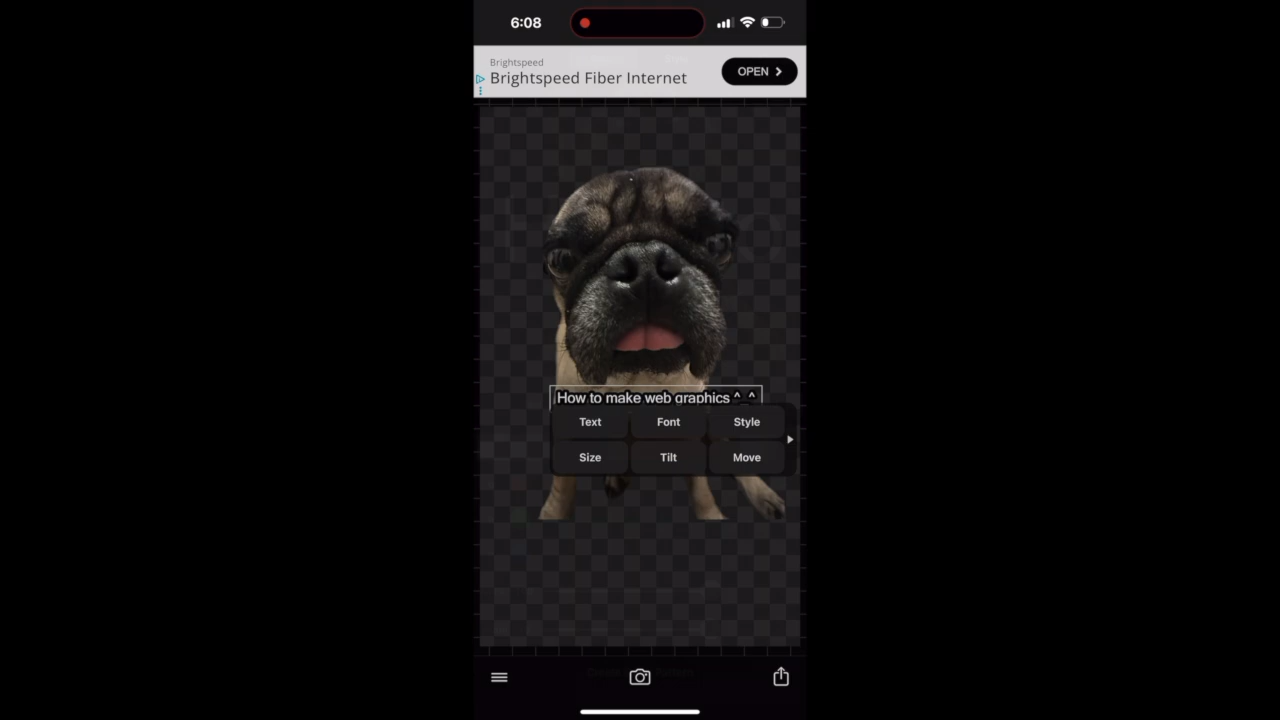 6:08
Brightspeed
Brightspeed Fiber Internet
OPEN
How to make web graphics ^_^
Text Font Style
Size Tilt Move